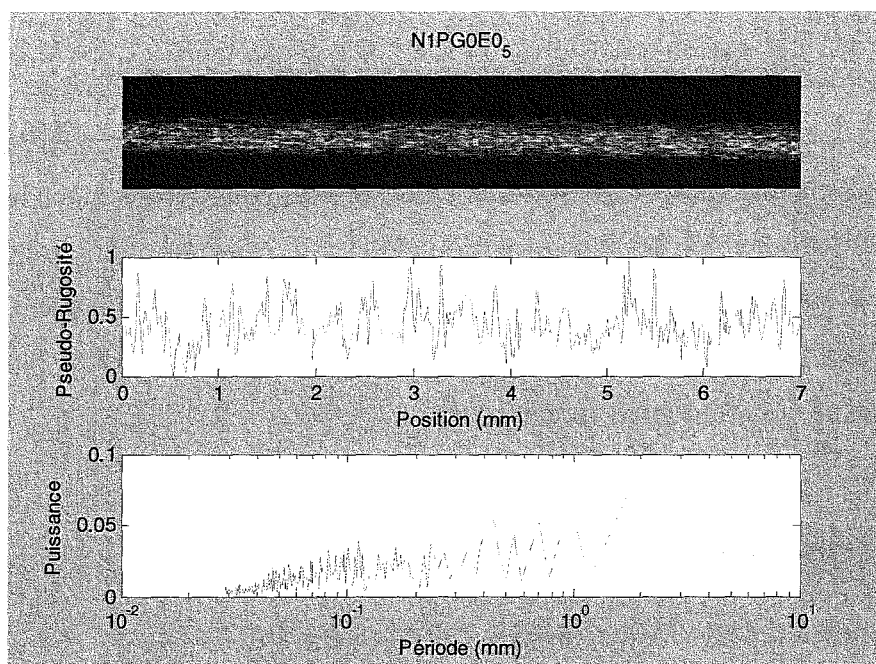 N1PG0E0₅
Pseudo-Rugosité
1
0.5
0
0 1 2 3 4 5 6 7
Position (mm)
Puissance
0.1
0.05
0
10⁻² 10⁻¹ 10⁰ 10¹
Période (mm)